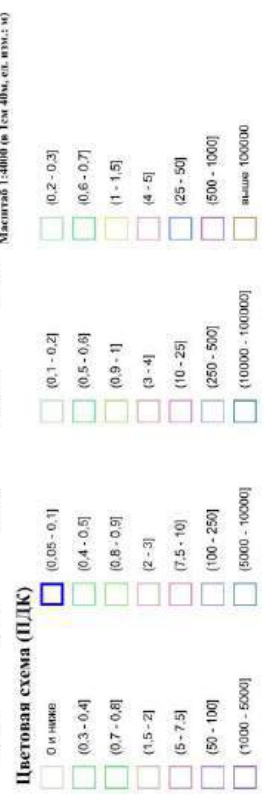 Масштаб 1:4000 (в 1см 40м, ед. изм.: м)
Цветовая схема (ПДК)
0 и ниже (0,05 - 0,1] (0,1 - 0,2] (0,2 - 0,3]
(0,3 - 0,4] (0,4 - 0,5] (0,5 - 0,6] (0,6 - 0,7]
(0,7 - 0,8] (0,8 - 0,9] (0,9 - 1] (1 - 1,5]
(1,5 - 2] (2 - 3] (3 - 4] (4 - 5]
(5 - 7,5] (7,5 - 10] (10 - 25] (25 - 50]
(50 - 100] (100 - 250] (250 - 500] (500 - 1000]
(1000 - 5000] (5000 - 10000] (10000 - 100000] выше 100000